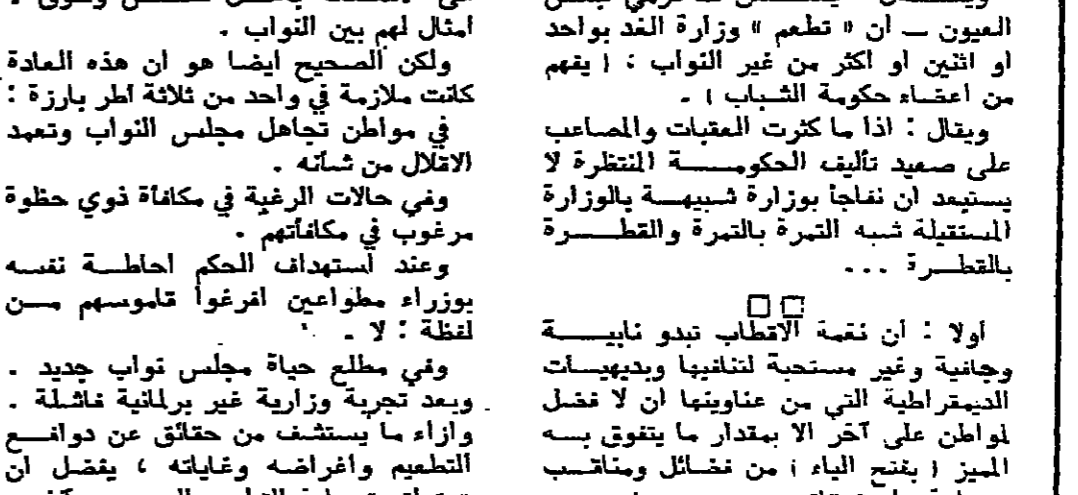 العيون — ان « تطعم » وزارة الغد بواحد
او اثنين او اكثر من غير النواب : ( يفهم
من اعضاء حكومة الشباب ) .
ويقال : اذا ما كثرت العقبات والمصاعب
على صعيد تأليف الحكومة المنتظرة لا
يستبعد ان نفاجأ بوزارة شبيهة بالوزارة
المستقيلة شبه التمرة بالتمرة والقطرة
بالقطرة ...
أولا : أن نغمة الاقطاب تبدو نابية
وجافية وغير مستحبة لتنافيها وبديهيات
الديمقراطية التي من عناوينها ان لا فضل
لمواطن على آخر الا بمقدار ما يتفوق به
المميز ( بفتح الياء ) من فضائل ومناقب
امثال لهم بين النواب .
ولكن الصحيح ايضا هو ان هذه العادة
كانت ملازمة في واحد من ثلاثة أطر بارزة :
في مواطن تجاهل مجلس النواب وتعمد
الاقلال من شأنه .
وفي حالات الرغبة في مكافأة ذوي حظوة
مرغوب في مكافأتهم .
وعند استهداف الحكم احاطة نفسه
بوزراء مطواعين افرغوا قاموسهم من
لفظة : لا .
وفي مطلع حياة مجلس نواب جديد .
وبعد تجربة وزارية غير برلمانية فاشلة .
وازاء ما يستشف من حقائق عن دوافع
التطعيم واغراضه وغاياته ، يفضل ان